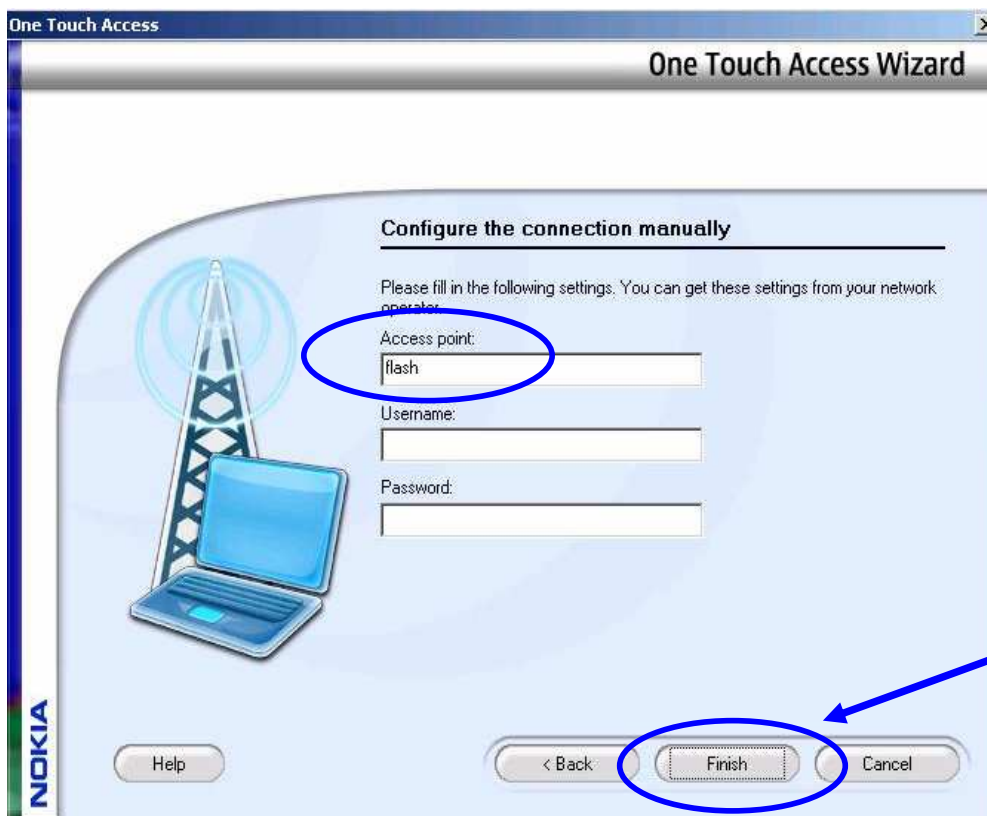 One Touch Access
One Touch Access Wizard
Configure the connection manually
Please fill in the following settings. You can get these settings from your network
operator.
Access point:
flash
Username:
Password:
NOKIA
Help
< Back
Finish
Cancel